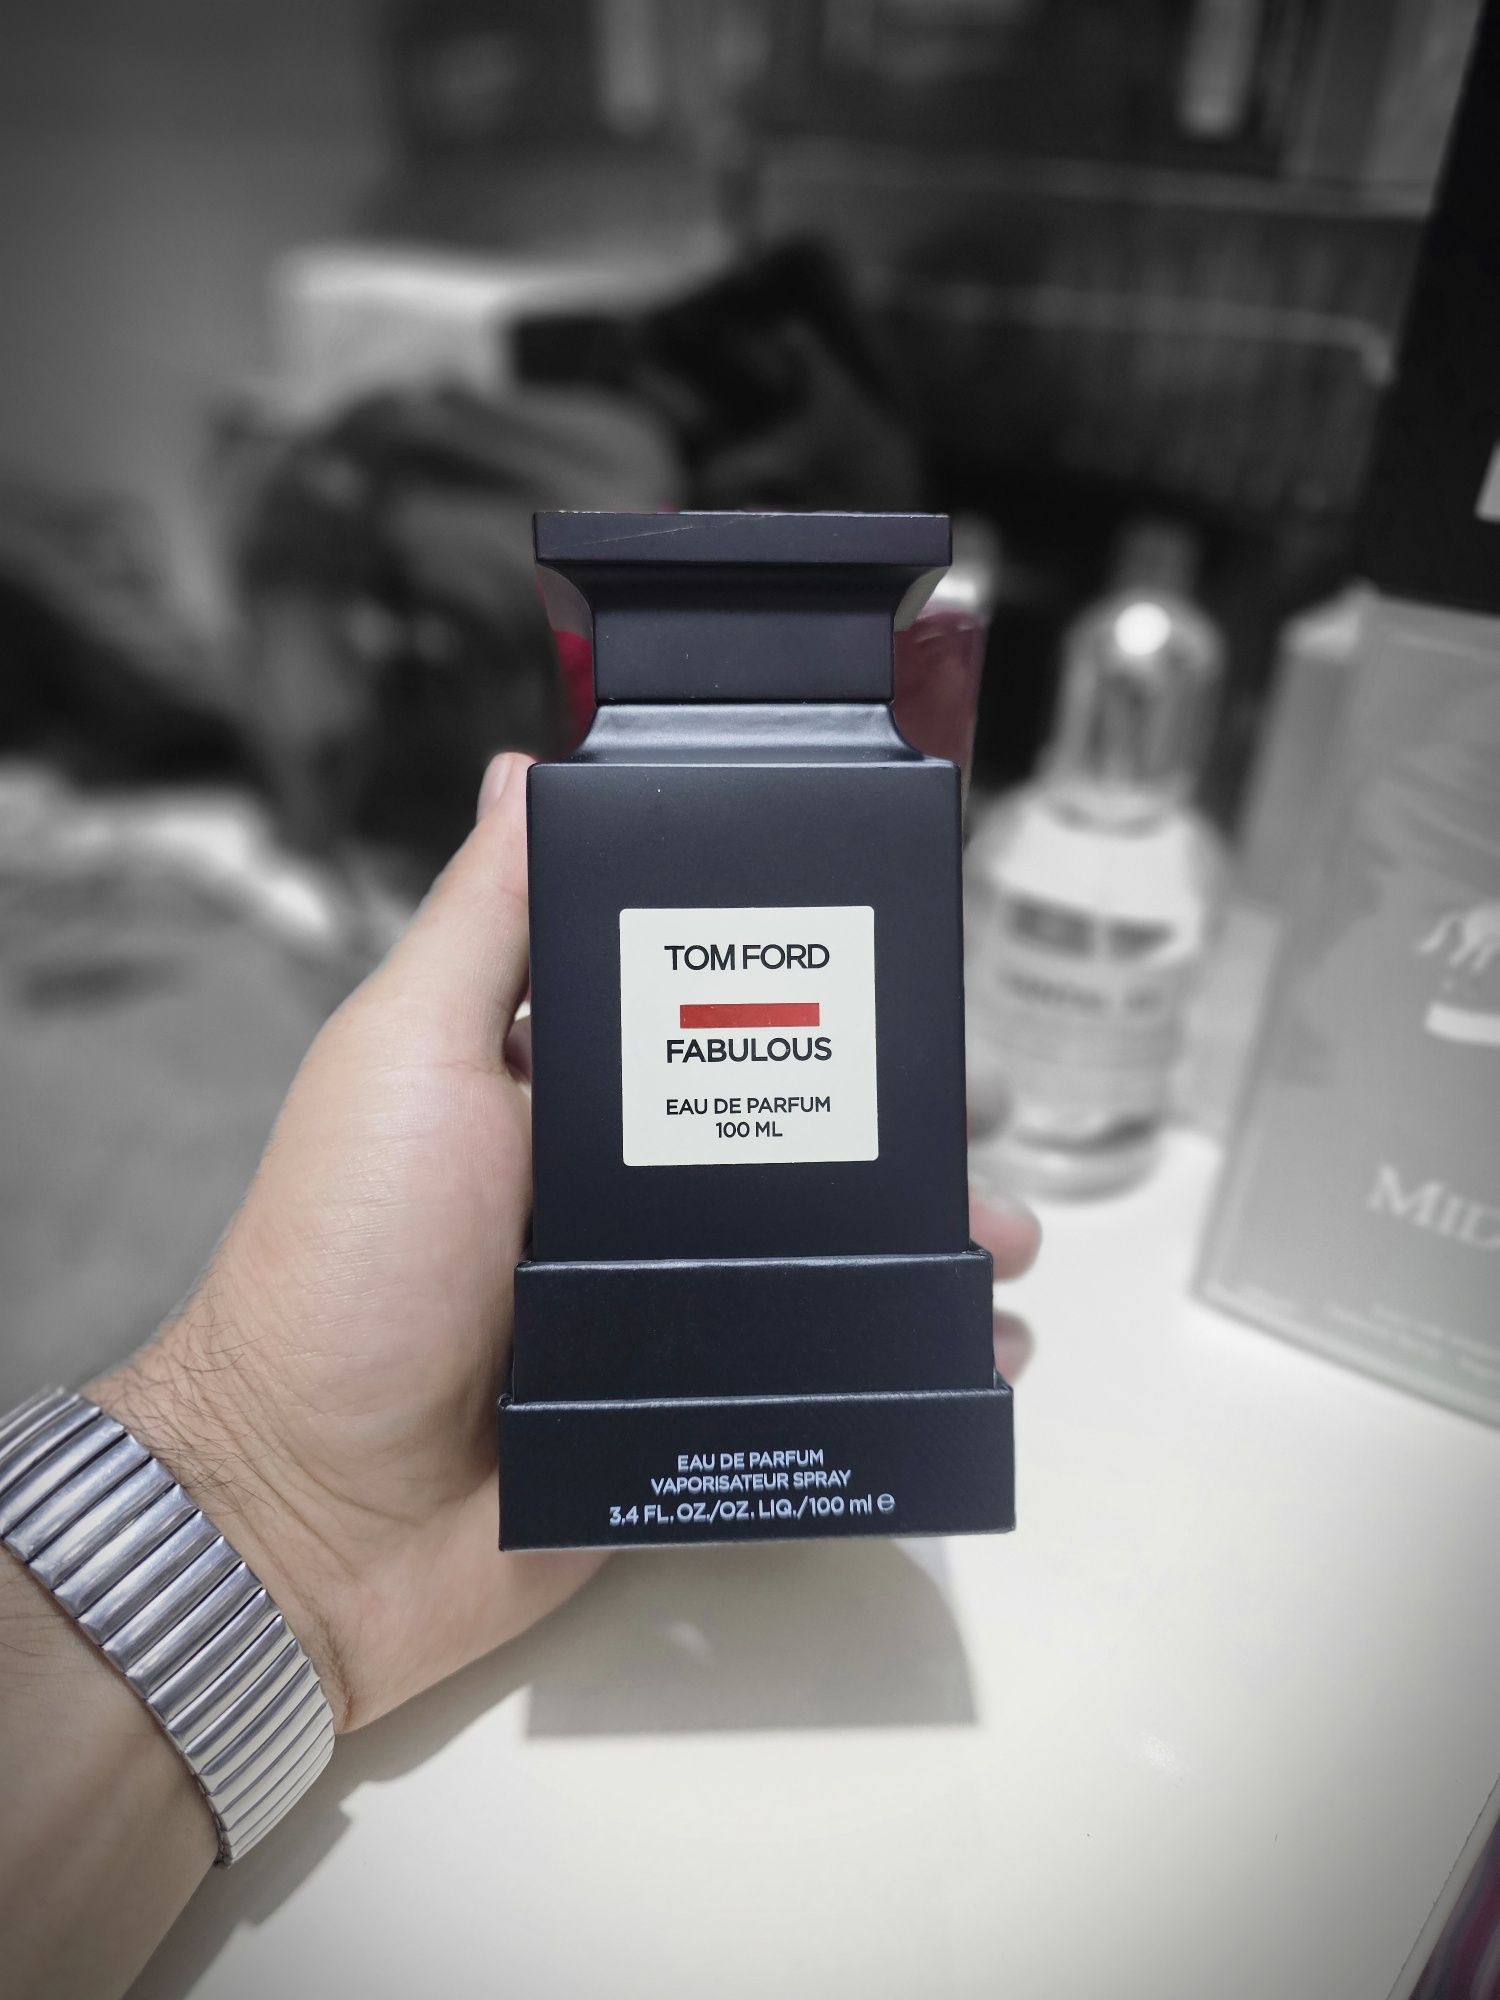 TOM FORD
FABULOUS
EAU DE PARFUM
100 ML
EAU DE PARFUM
VAPORISATEUR SPRAY
3.4 FL. OZ./OZ. LIQ./100 ml ℮
MID